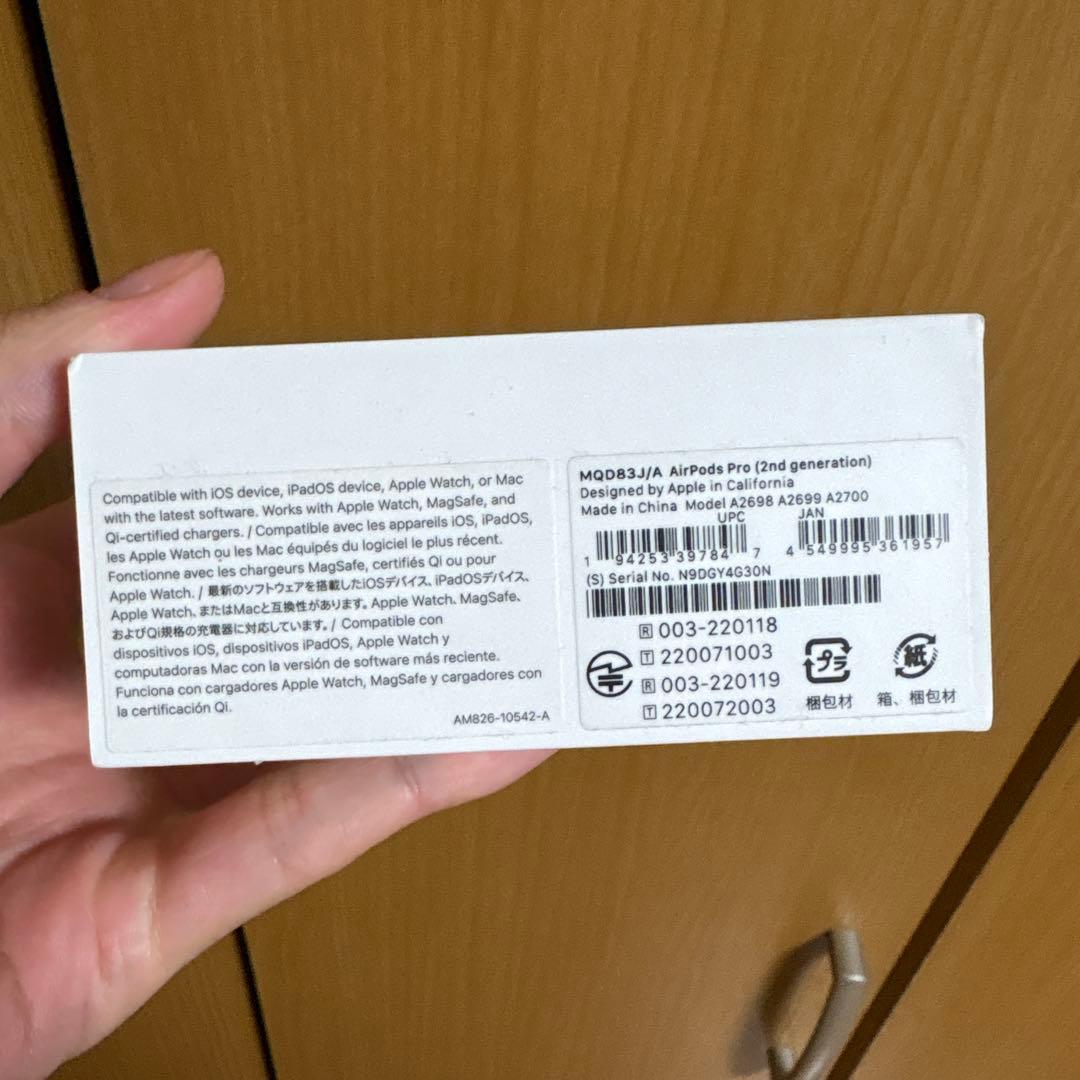 Compatible with iOS device, iPadOS device, Apple Watch, or Mac
with the latest software. Works with Apple Watch, MagSafe, and
Qi-certified chargers. / Compatible avec les appareils iOS, iPadOS,
les Apple Watch ou les Mac équipés du logiciel le plus récent.
Fonctionne avec les chargeurs MagSafe, certifiés Qi ou pour
Apple Watch. / 最新のソフトウェアを搭載したiOSデバイス、iPadOSデバイス、
Apple Watch、またはMacと互換性があります。Apple Watch、MagSafe、
およびQi規格の充電器に対応しています。/ Compatible con
dispositivos iOS, dispositivos iPadOS, Apple Watch y
computadoras Mac con la versión de software más reciente.
Funciona con cargadores Apple Watch, MagSafe y cargadores con
la certificación Qi.
AM826-10542-A
MQD83J/A AirPods Pro (2nd generation)
Designed by Apple in California
Made in China Model A2698 A2699 A2700
UPC JAN
1 94253 39784 7 4 549995 361957
(S) Serial No. N9DGY4G30N
R 003-220118
T 220071003
R 003-220119
T 220072003
プラ
梱包材
紙
箱、梱包材